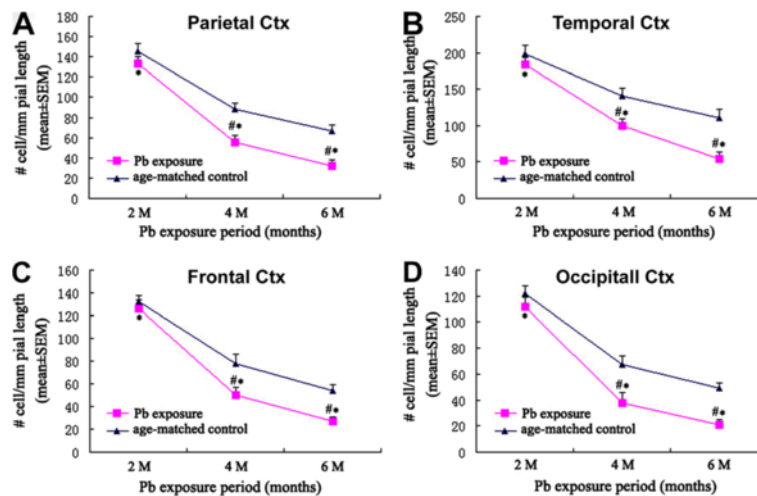 A Parietal Ctx
# cell/mm pial length
(mean±SEM)
180
160
140
120
100
80
60
40
20
0
*
#*
#*
Pb exposure
age-matched control
2 M 4 M 6 M
Pb exposure period (months)
B Temporal Ctx
# cell/mm pial length
(mean±SEM)
250
200
150
100
50
0
*
#*
#*
Pb exposure
age-matched control
2 M 4 M 6 M
Pb exposure period (months)
C Frontal Ctx
# cell/mm pial length
(mean±SEM)
160
140
120
100
80
60
40
20
0
*
#*
#*
Pb exposure
age-matched control
2 M 4 M 6 M
Pb exposure period (months)
D Occipitall Ctx
# cell/mm pial length
(mean±SEM)
140
120
100
80
60
40
20
0
*
#*
#*
Pb exposure
age-matched control
2 M 4 M 6 M
Pb exposure period (months)